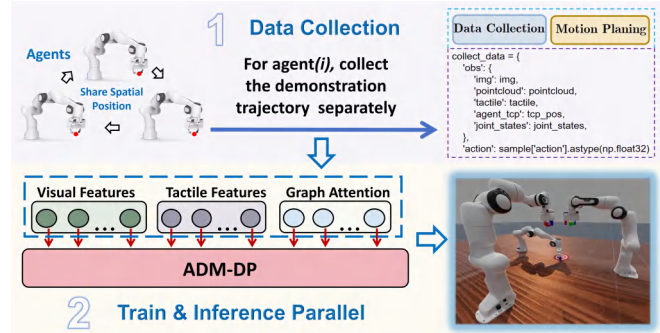 1 Data Collection
Agents
Share Spatial
Position
For agent(i), collect
the demonstration
trajectory separately
Data Collection
Motion Planing
collect_data = {
'obs': {
'img': img,
'pointcloud': pointcloud,
'tactile': tactile,
'agent_tcp': tcp_pos,
'joint_states': joint_states,
},
'action': sample['action'].astype(np.float32)
Visual Features
Tactile Features
Graph Attention
...
...
...
ADM-DP
2 Train & Inference Parallel